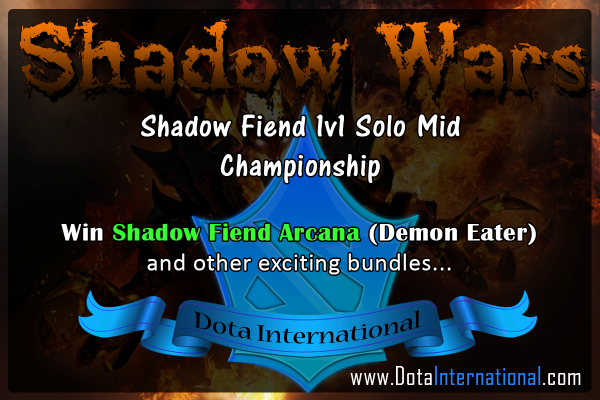 Shadow Wars
Shadow Fiend 1v1 Solo Mid
Championship
Win Shadow Fiend Arcana (Demon Eater)
and other exciting bundles...
Dota International
www.DotaInternational.com